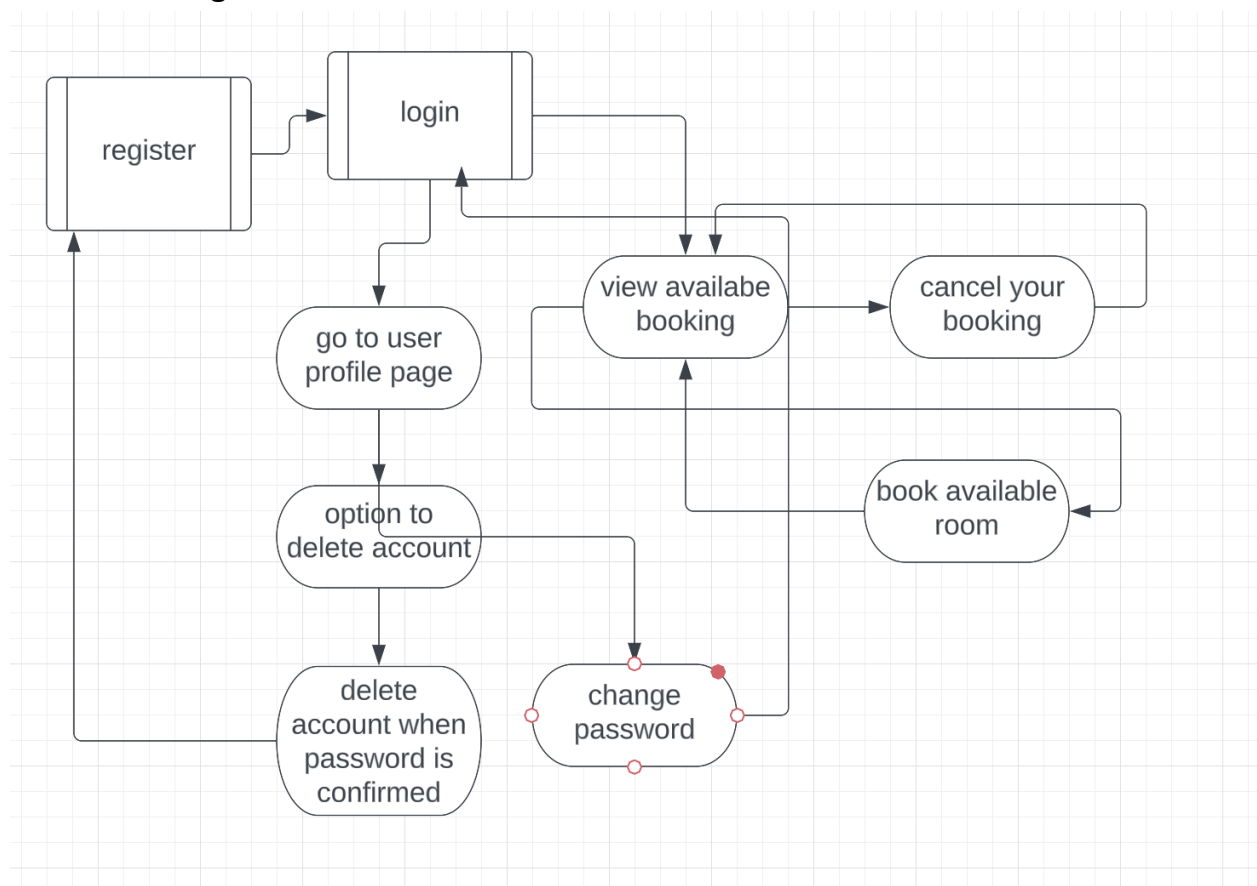 register
login
go to user
profile page
option to
delete account
delete
account when
password is
confirmed
change
password
view availabe
booking
cancel your
booking
book available
room